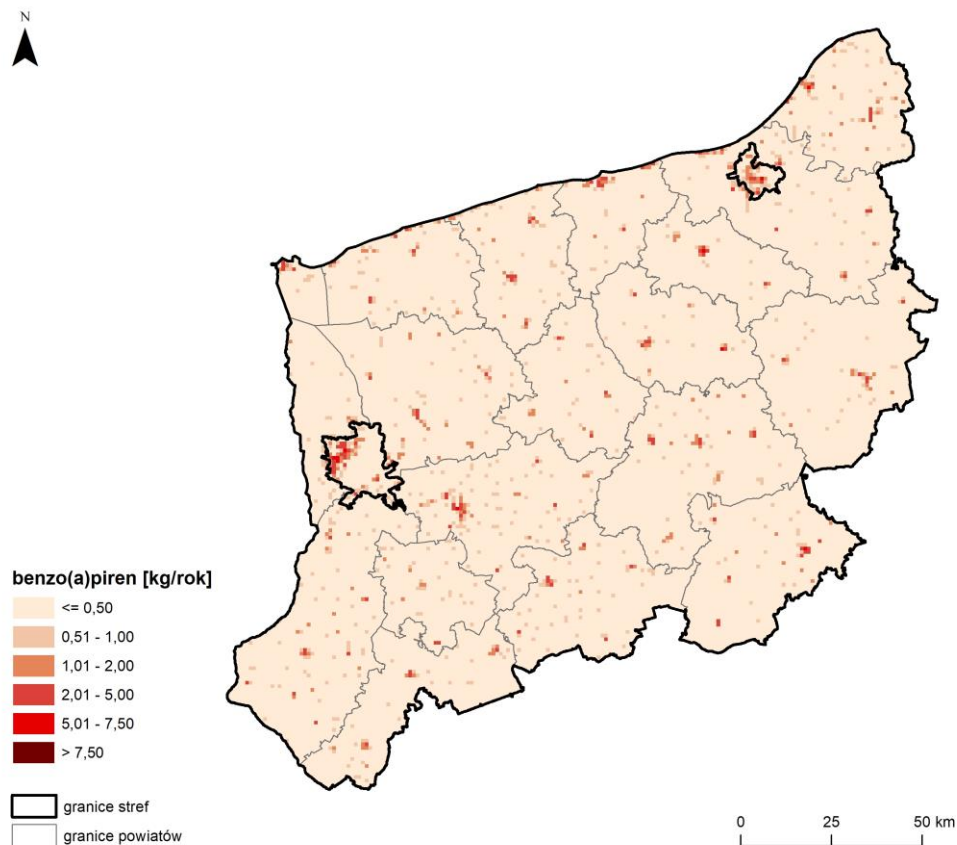 N
benzo(a)piren [kg/rok]
<= 0,50
0,51 - 1,00
1,01 - 2,00
2,01 - 5,00
5,01 - 7,50
> 7,50
granice stref
granice powiatów
0 25 50 km